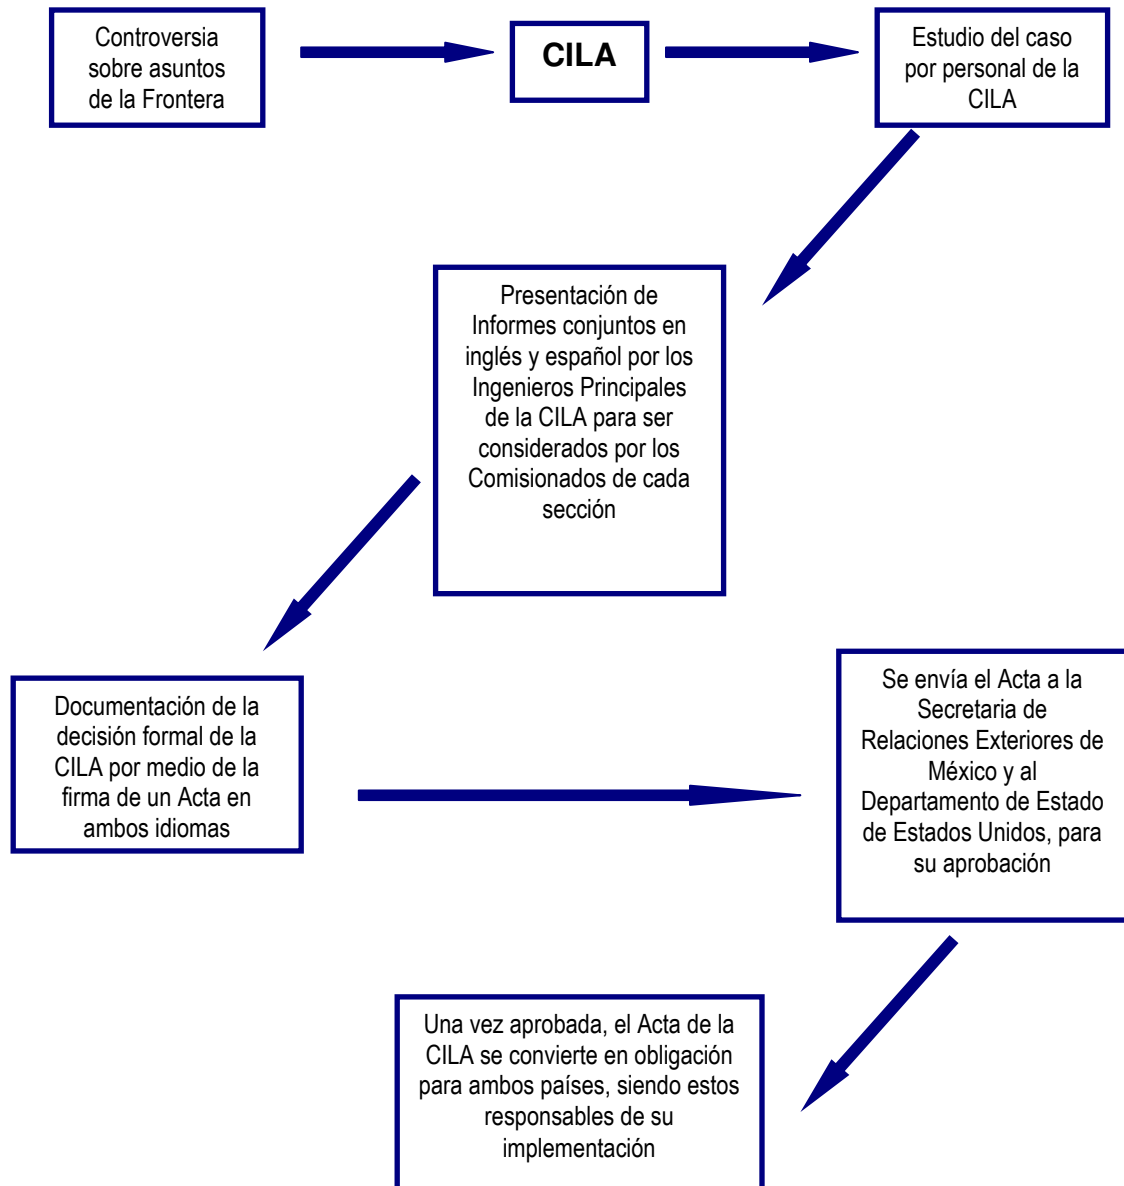 Controversia
sobre asuntos
de la Frontera
CILA
Estudio del caso
por personal de la
CILA
Presentación de
Informes conjuntos en
inglés y español por los
Ingenieros Principales
de la CILA para ser
considerados por los
Comisionados de cada
sección
Documentación de la
decisión formal de la
CILA por medio de la
firma de un Acta en
ambos idiomas
Se envía el Acta a la
Secretaria de
Relaciones Exteriores de
México y al
Departamento de Estado
de Estados Unidos, para
su aprobación
Una vez aprobada, el Acta de la
CILA se convierte en obligación
para ambos países, siendo estos
responsables de su
implementación